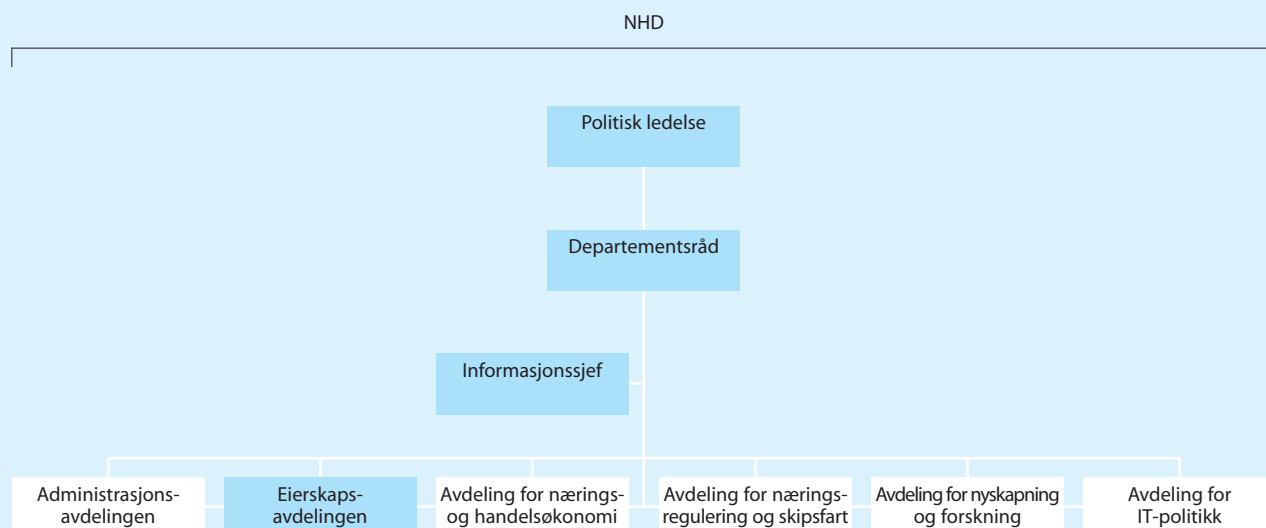 NHD
Politisk ledelse
Departementsråd
Informasjonssjef
Administrasjons-
avdelingen
Eierskaps-
avdelingen
Avdeling for nærings-
og handelsøkonomi
Avdeling for nærings-
regulering og skipsfart
Avdeling for nyskapning
og forskning
Avdeling for
IT-politikk